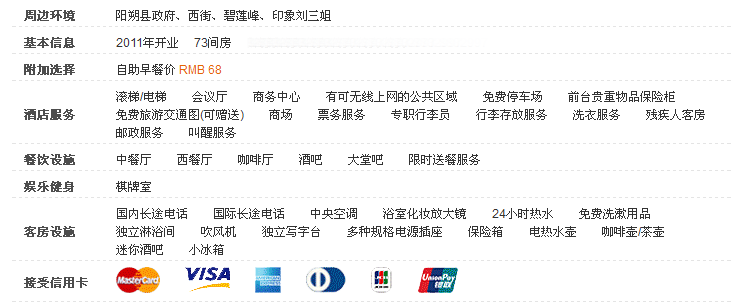 周边环境 阳朔县政府、西街、碧莲峰、印象刘三姐
基本信息 2011年开业 73间房
附加选择 自助早餐价 RMB 68
酒店服务 滚梯/电梯 会议厅 商务中心 有可无线上网的公共区域 免费停车场 前台贵重物品保险柜
免费旅游交通图(可赠送) 商场 票务服务 专职行李员 行李存放服务 洗衣服务 残疾人客房
邮政服务 叫醒服务
餐饮设施 中餐厅 西餐厅 咖啡厅 酒吧 大堂吧 限时送餐服务
娱乐健身 棋牌室
客房设施 国内长途电话 国际长途电话 中央空调 浴室化妆放大镜 24小时热水 免费洗漱用品
独立淋浴间 吹风机 独立写字台 多种规格电源插座 保险箱 电热水壶 咖啡壶/茶壶
迷你酒吧 小冰箱
接受信用卡 MasterCard VISA JCB UnionPay 银联